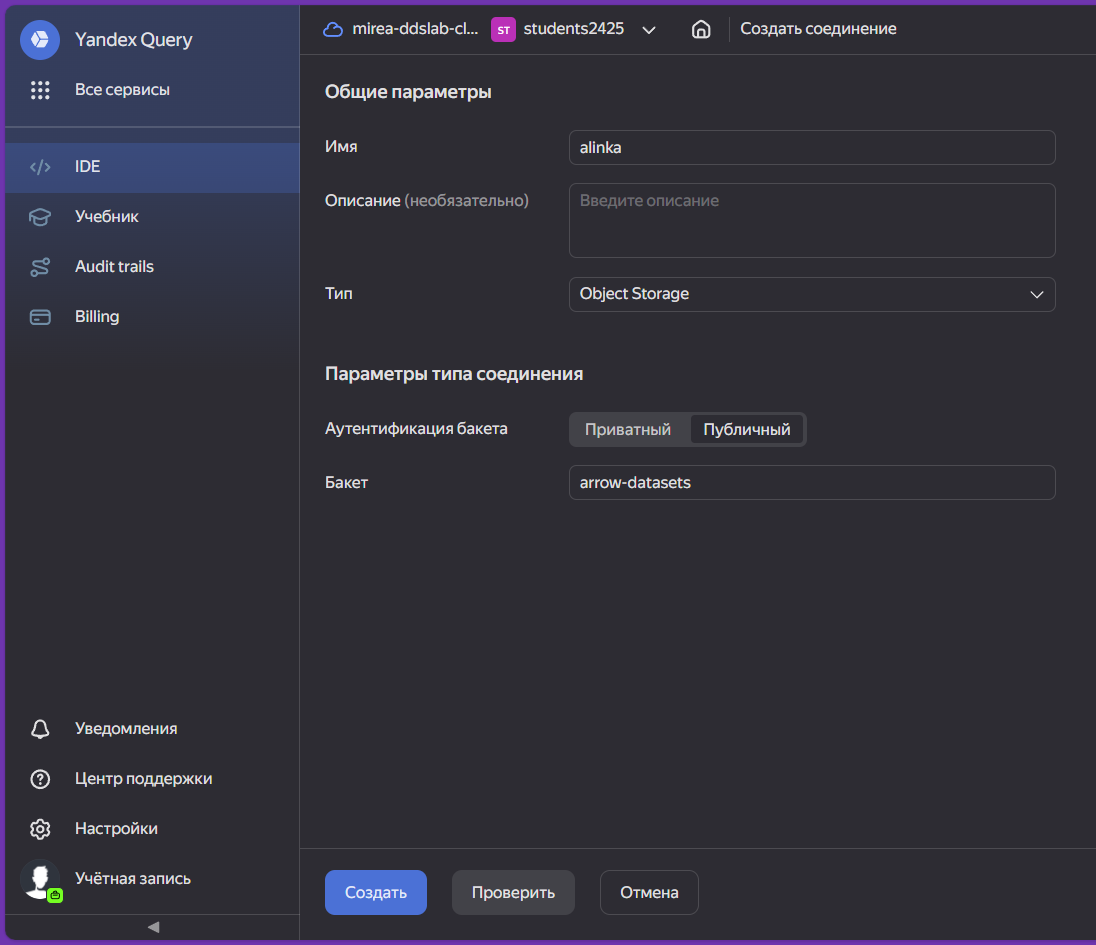 Yandex Query
Все сервисы
IDE
Учебник
Audit trails
Billing
Уведомления
Центр поддержки
Настройки
Учётная запись
mirea-ddslab-cl... ST students2425 Создать соединение
Общие параметры
Имя alinka
Описание (необязательно) Введите описание
Тип Object Storage
Параметры типа соединения
Аутентификация бакета Приватный Публичный
Бакет arrow-datasets
Создать Проверить Отмена